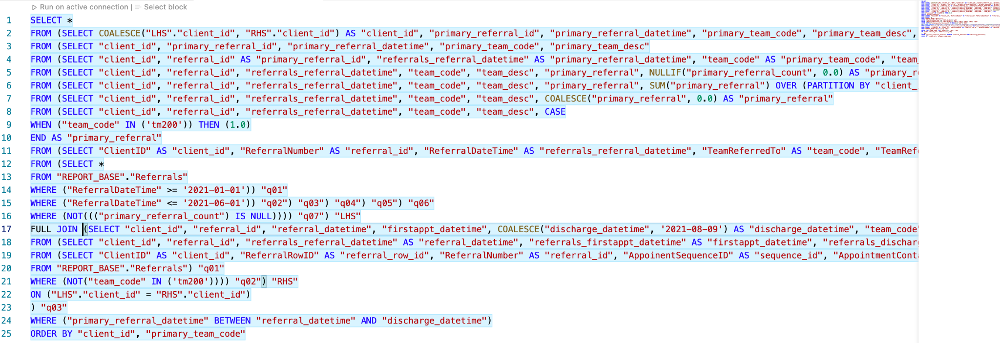 Run on active connection | Select block
1 SELECT *
2 FROM (SELECT COALESCE("LHS"."client_id", "RHS"."client_id") AS "client_id", "primary_referral_id", "primary_referral_datetime", "primary_team_code", "primary_team_desc",
3 FROM (SELECT "client_id", "primary_referral_id", "primary_referral_datetime", "primary_team_code", "primary_team_desc"
4 FROM (SELECT "client_id", "referral_id" AS "primary_referral_id", "referrals_referral_datetime" AS "primary_referral_datetime", "team_code" AS "primary_team_code", "team_
5 FROM (SELECT "client_id", "referral_id", "referrals_referral_datetime", "team_code", "team_desc", "primary_referral", NULLIF("primary_referral_count", 0.0) AS "primary_r
6 FROM (SELECT "client_id", "referral_id", "referrals_referral_datetime", "team_code", "team_desc", "primary_referral", SUM("primary_referral") OVER (PARTITION BY "client_
7 FROM (SELECT "client_id", "referral_id", "referrals_referral_datetime", "team_code", "team_desc", COALESCE("primary_referral", 0.0) AS "primary_referral"
8 FROM (SELECT "client_id", "referral_id", "referrals_referral_datetime", "team_code", "team_desc", CASE
9 WHEN ("team_code" IN ('tm200')) THEN (1.0)
10 END AS "primary_referral"
11 FROM (SELECT "ClientID" AS "client_id", "ReferralNumber" AS "referral_id", "ReferralDateTime" AS "referrals_referral_datetime", "TeamReferredTo" AS "team_code", "TeamRef
12 FROM (SELECT *
13 FROM "REPORT_BASE"."Referrals"
14 WHERE ("ReferralDateTime" >= '2021-01-01')) "q01"
15 WHERE ("ReferralDateTime" <= '2021-06-01')) "q02") "q03") "q04") "q05") "q06"
16 WHERE (NOT((("primary_referral_count") IS NULL)))) "q07") "LHS"
17 FULL JOIN (SELECT "client_id", "referral_id", "referral_datetime", "firstappt_datetime", COALESCE("discharge_datetime", '2021-08-09') AS "discharge_datetime", "team_code"
18 FROM (SELECT "client_id", "referral_id", "referrals_referral_datetime" AS "referral_datetime", "referrals_firstappt_datetime" AS "firstappt_datetime", "referrals_dischar
19 FROM (SELECT "ClientID" AS "client_id", "ReferralRowID" AS "referral_row_id", "ReferralNumber" AS "referral_id", "AppoinentSequenceID" AS "sequence_id", "AppointmentConta
20 FROM "REPORT_BASE"."Referrals") "q01"
21 WHERE (NOT("team_code" IN ('tm200')))) "q02") "RHS"
22 ON ("LHS"."client_id" = "RHS"."client_id")
23 ) "q03"
24 WHERE ("primary_referral_datetime" BETWEEN "referral_datetime" AND "discharge_datetime")
25 ORDER BY "client_id", "primary_team_code"